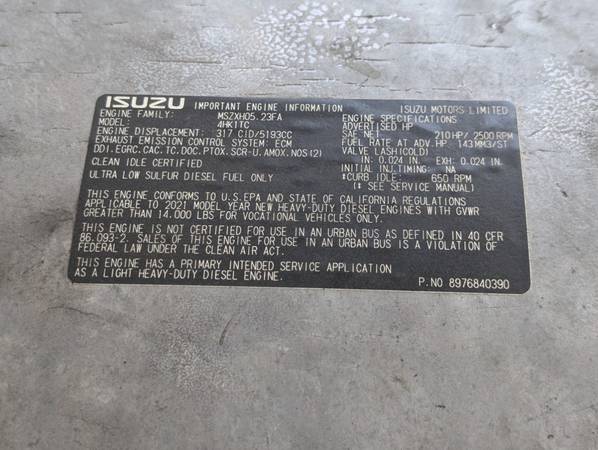 ISUZU IMPORTANT ENGINE INFORMATION ISUZU MOTORS LIMITED
ENGINE FAMILY: MSZXH05.23FA
MODEL: 4HK1TC
ENGINE DISPLACEMENT: 317 CID/5193CC
EXHAUST EMISSION CONTROL SYSTEM: ECM
DDI.EGRC.CAC.TC.DOC.PTOX.SCR-U.AMOX.NOS(2)
CLEAN IDLE CERTIFIED
ULTRA LOW SULFUR DIESEL FUEL ONLY
ENGINE SPECIFICATIONS
ADVERTISED HP
SAE NET 210HP/ 2500RPM
FUEL RATE AT ADV.HP 143MM3/ST
VALVE LASH(COLD)
IN: 0.024 IN. EXH: 0.024 IN.
INITIAL INJ.TIMING: NA
*CURB IDLE: 650 RPM
(* SEE SERVICE MANUAL)
THIS ENGINE CONFORMS TO U.S.EPA AND STATE OF CALIFORNIA REGULATIONS
APPLICABLE TO 2021 MODEL YEAR NEW HEAVY-DUTY DIESEL ENGINES WITH GVWR
GREATER THAN 14.000 LBS FOR VOCATIONAL VEHICLES ONLY.
THIS ENGINE IS NOT CERTIFIED FOR USE IN AN URBAN BUS AS DEFINED IN 40 CFR
86.093-2. SALES OF THIS ENGINE FOR USE IN AN URBAN BUS IS A VIOLATION OF
FEDERAL LAW UNDER THE CLEAN AIR ACT.
THIS ENGINE HAS A PRIMARY INTENDED SERVICE APPLICATION
AS A LIGHT HEAVY-DUTY DIESEL ENGINE.
P.NO 8976840390